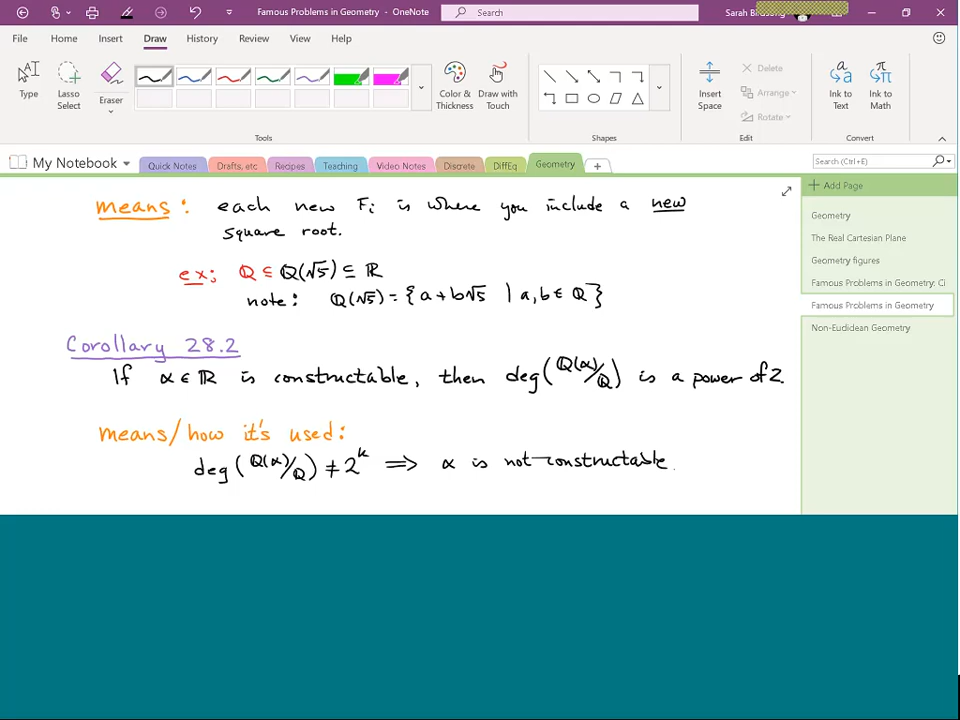 Famous Problems in Geometry - OneNote
Search
Sarah
File Home Insert Draw History Review View Help
Type
Lasso Select
Eraser
Color & Thickness
Draw with Touch
Insert Space
Delete
Arrange
Rotate
Ink to Text
Ink to Math
Tools
Shapes
Edit
Convert
My Notebook
Quick Notes
Drafts, etc
Recipes
Teaching
Video Notes
Discrete
DiffEq
Geometry
Search (Ctrl+E)
Add Page
Geometry
The Real Cartesian Plane
Geometry figures
Famous Problems in Geometry: Ci
Famous Problems in Geometry
Non-Euclidean Geometry
means: each new Fi is where you include a new
square root.
ex; ℚ ⊆ ℚ(√5) ⊆ ℝ
note: ℚ(√5) = {a+b√5 | a,b ∈ ℚ}
Corollary 28.2
If α ∈ ℝ is constructable, then deg(ℚ(α)/ℚ) is a power of 2.
means/how it's used:
deg(ℚ(α)/ℚ) ≠ 2^k ⟹ α is not constructable.